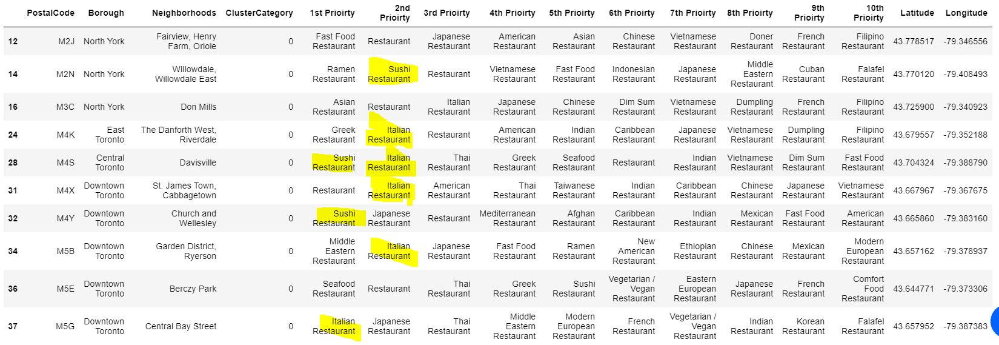 PostalCode Borough Neighborhoods ClusterCategory 1st Prioirty 2nd Prioirty 3rd Prioirty 4th Prioirty 5th Prioirty 6th Prioirty 7th Prioirty 8th Prioirty 9th Prioirty 10th Prioirty Latitude Longitude
12 M2J North York Fairview, Henry Farm, Oriole 0 Fast Food Restaurant Restaurant Japanese Restaurant American Restaurant Asian Restaurant Chinese Restaurant Vietnamese Restaurant Doner Restaurant French Restaurant Filipino Restaurant 43.778517 -79.346556
14 M2N North York Willowdale, Willowdale East 0 Ramen Restaurant Sushi Restaurant Restaurant Vietnamese Restaurant Fast Food Restaurant Indonesian Restaurant Japanese Restaurant Middle Eastern Restaurant Cuban Restaurant Falafel Restaurant 43.770120 -79.408493
16 M3C North York Don Mills 0 Asian Restaurant Restaurant Italian Restaurant Japanese Restaurant Chinese Restaurant Dim Sum Restaurant Vietnamese Restaurant Dumpling Restaurant French Restaurant Filipino Restaurant 43.725900 -79.340923
24 M4K East Toronto The Danforth West, Riverdale 0 Greek Restaurant Italian Restaurant Restaurant American Restaurant Indian Restaurant Caribbean Restaurant Japanese Restaurant Vietnamese Restaurant Dumpling Restaurant Filipino Restaurant 43.679557 -79.352188
28 M4S Central Toronto Davisville 0 Sushi Restaurant Italian Restaurant Thai Restaurant Greek Restaurant Seafood Restaurant Restaurant Indian Restaurant Vietnamese Restaurant Dim Sum Restaurant Fast Food Restaurant 43.704324 -79.388790
31 M4X Downtown Toronto St. James Town, Cabbagetown 0 Restaurant Italian Restaurant American Restaurant Thai Restaurant Taiwanese Restaurant Indian Restaurant Caribbean Restaurant Chinese Restaurant Japanese Restaurant Vietnamese Restaurant 43.667967 -79.367675
32 M4Y Downtown Toronto Church and Wellesley 0 Sushi Restaurant Japanese Restaurant Restaurant Mediterranean Restaurant Afghan Restaurant Caribbean Restaurant Indian Restaurant Mexican Restaurant Fast Food Restaurant American Restaurant 43.665860 -79.383160
34 M5B Downtown Toronto Garden District, Ryerson 0 Middle Eastern Restaurant Italian Restaurant Japanese Restaurant Fast Food Restaurant Ramen Restaurant New American Restaurant Ethiopian Restaurant Chinese Restaurant Mexican Restaurant Modern European Restaurant 43.657162 -79.378937
36 M5E Downtown Toronto Berczy Park 0 Seafood Restaurant Restaurant Thai Restaurant Greek Restaurant Sushi Restaurant Vegetarian / Vegan Restaurant Eastern European Restaurant Japanese Restaurant French Restaurant Comfort Food Restaurant 43.644771 -79.373306
37 M5G Downtown Toronto Central Bay Street 0 Italian Restaurant Japanese Restaurant Thai Restaurant Middle Eastern Restaurant Modern European Restaurant French Restaurant Vegetarian / Vegan Restaurant Indian Restaurant Korean Restaurant Falafel Restaurant 43.657952 -79.387383